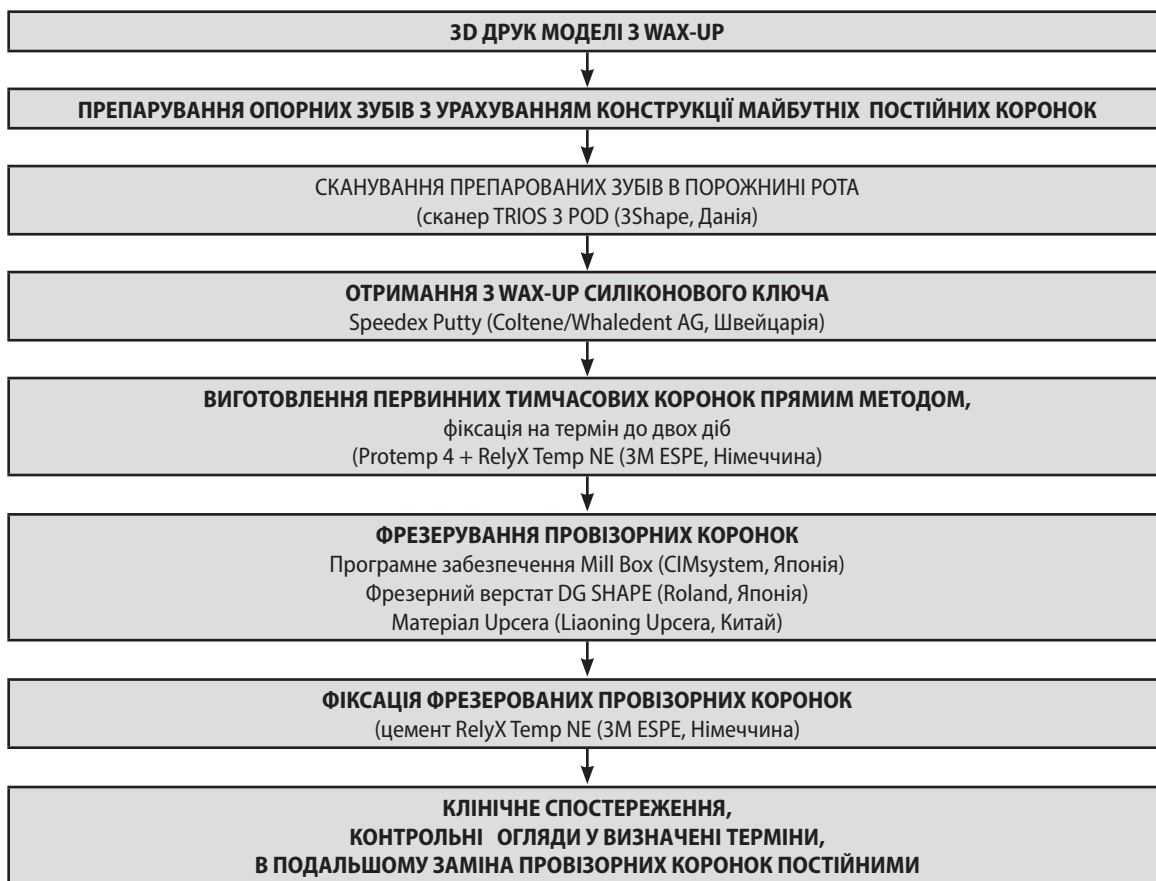 3D ДРУК МОДЕЛІ З WAX-UP
ПРЕПАРУВАННЯ ОПОРНИХ ЗУБІВ З УРАХУВАННЯМ КОНСТРУКЦІЇ МАЙБУТНІХ ПОСТІЙНИХ КОРОНОК
СКАНУВАННЯ ПРЕПАРОВАНИХ ЗУБІВ В ПОРОЖНИНІ РОТА
(сканер TRIOS 3 POD (3Shape, Данія)
ОТРИМАННЯ З WAX-UP СИЛІКОНОВОГО КЛЮЧА
Speedex Putty (Coltene/Whaledent AG, Швейцарія)
ВИГОТОВЛЕННЯ ПЕРВИННИХ ТИМЧАСОВИХ КОРОНОК ПРЯМИМ МЕТОДОМ,
фіксація на термін до двох діб
(Protemp 4 + RelyX Temp NE (3M ESPE, Німеччина)
ФРЕЗЕРУВАННЯ ПРОВІЗОРНИХ КОРОНОК
Програмне забезпечення Mill Box (CIMsystem, Японія)
Фрезерний верстат DG SHAPE (Roland, Японія)
Матеріал Upcera (Liaoning Upcera, Китай)
ФІКСАЦІЯ ФРЕЗЕРОВАНИХ ПРОВІЗОРНИХ КОРОНОК
(цемент RelyX Temp NE (3M ESPE, Німеччина)
КЛІНІЧНЕ СПОСТЕРЕЖЕННЯ,
КОНТРОЛЬНІ ОГЛЯДИ У ВИЗНАЧЕНІ ТЕРМІНИ,
В ПОДАЛЬШОМУ ЗАМІНА ПРОВІЗОРНИХ КОРОНОК ПОСТІЙНИМИ